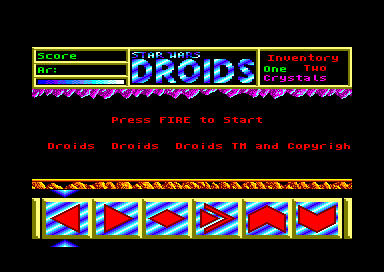 Score
Ar:
STAR WARS
DROIDS
Inventory
One TWO
Crystals
Press FIRE to Start
Droids Droids Droids TM and Copyrigh